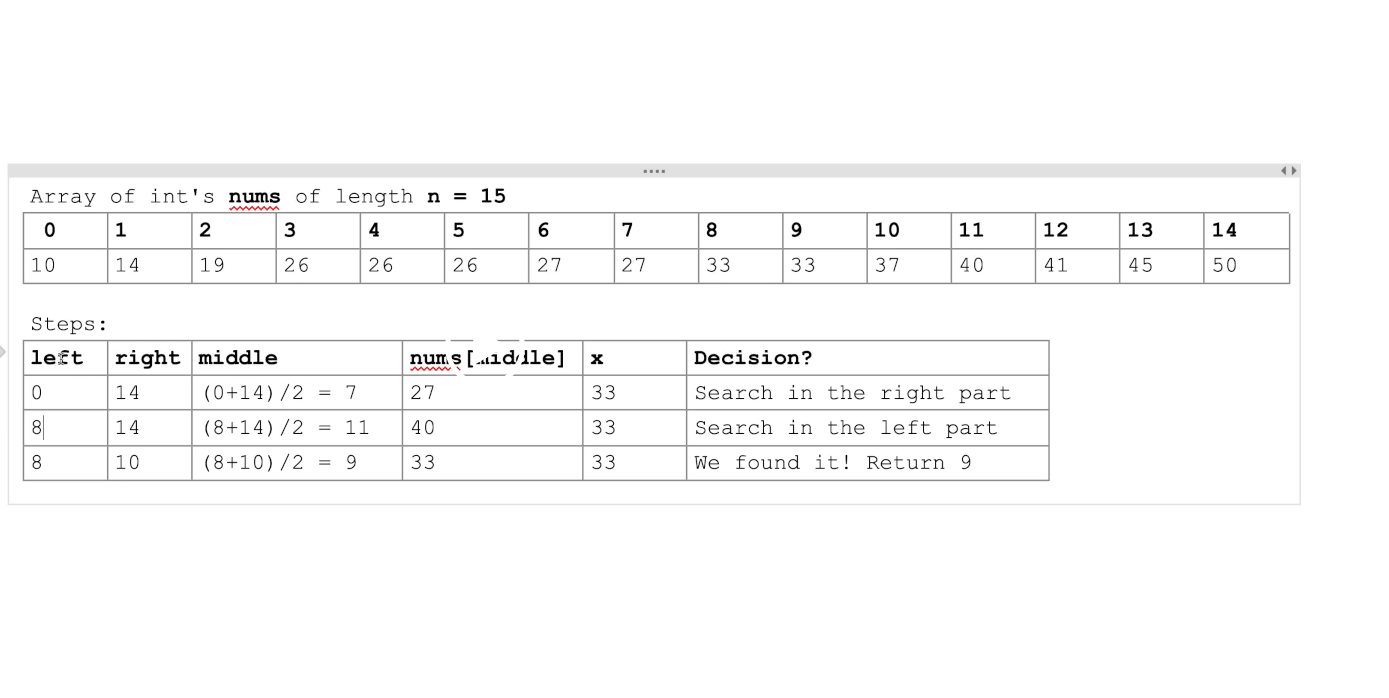 Array of int's nums of length n = 15
0 1 2 3 4 5 6 7 8 9 10 11 12 13 14
10 14 19 26 26 26 27 27 33 33 37 40 41 45 50
Steps:
left right middle nums[middle] x Decision?
0 14 (0+14)/2 = 7 27 33 Search in the right part
8 14 (8+14)/2 = 11 40 33 Search in the left part
8 10 (8+10)/2 = 9 33 33 We found it! Return 9